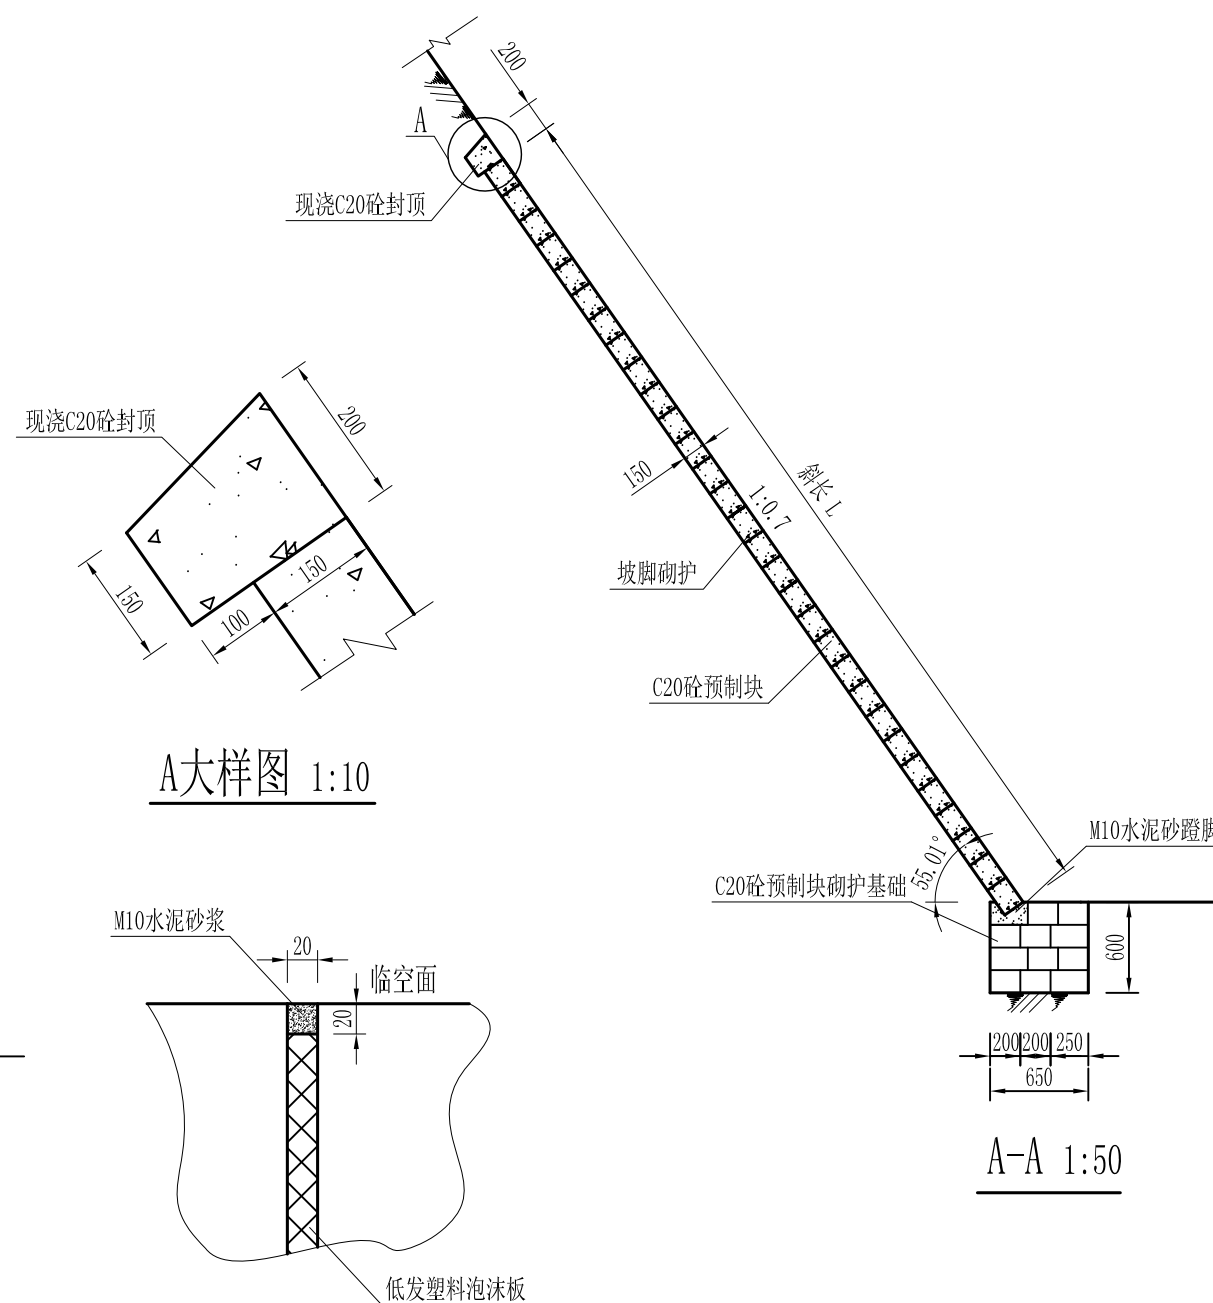 200
A
现浇C20砼封顶
现浇C20砼封顶
200
150
斜长 L
1:0.7
150
150
100
坡脚砌护
C20砼预制块
A大样图 1:10
M10水泥砂蹬脚
55.01°
C20砼预制块砌护基础
600
M10水泥砂浆
20
临空面
20
200 200 250
650
A-A 1:50
低发塑料泡沫板